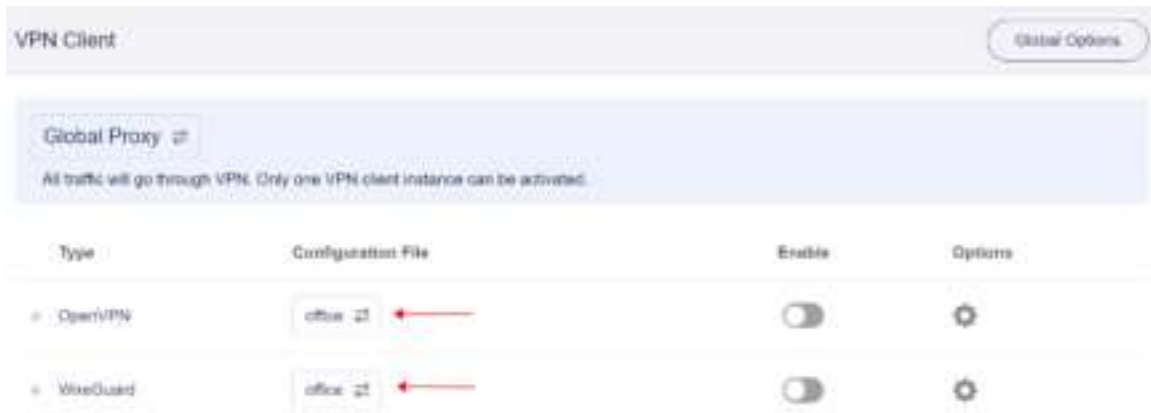 VPN Client
Global Options
Global Proxy
All traffic will go through VPN. Only one VPN client instance can be activated.
Type Configuration File Enable Options
OpenVPN office
WireGuard office